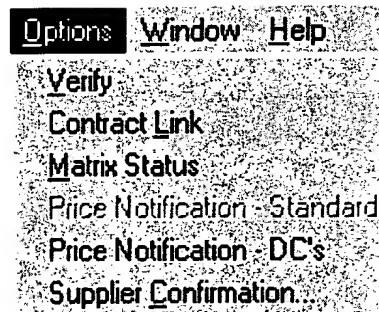 Options Window Help
Verify
Contract Link
Matrix Status
Price Notification - Standard
Price Notification - DC's
Supplier Confirmation...